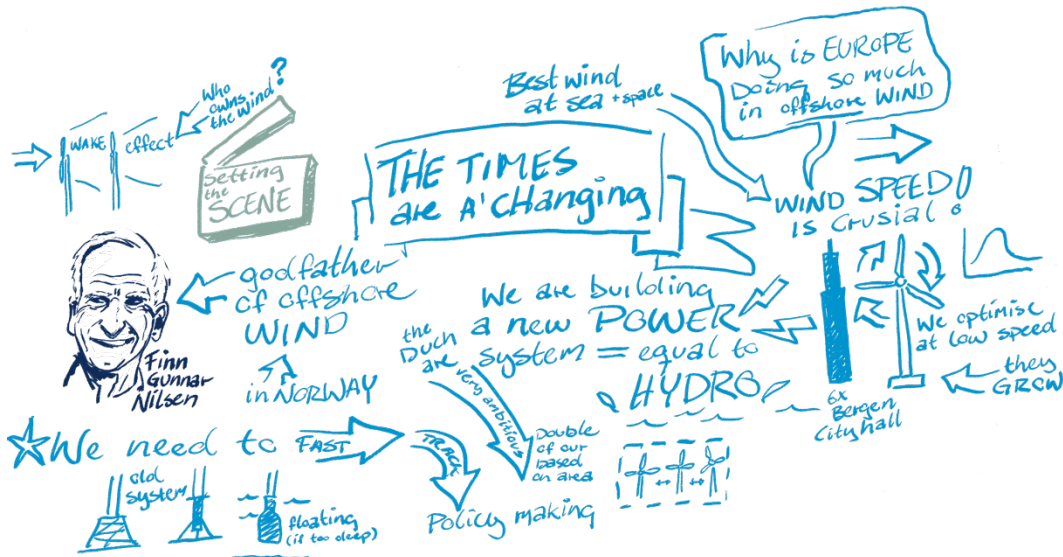 Who
owns
the wind?
WAKE effect
Setting
the
SCENE
THE TIMES
are A' CHanging
Best wind
at sea + space
Why is EUROPE
Doing so much
in offshore WIND
WIND SPEED
is crusial!
godfather
of offshore
WIND
in NORWAY
Finn
Gunnar
Nilsen
We are building
a new POWER
system = equal to
HYDRO
We optimise
at low speed
they
GROW
6x
Bergen
Cityhall
the
Duch
are very ambitious
Double
of our
based
on area
We need to FAST
TRACK
Policy making
old
system
floating
(if too deep)